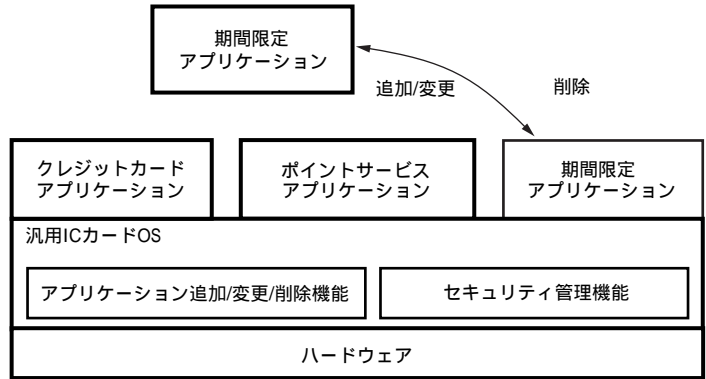 期間限定
アプリケーション
追加/変更
削除
クレジットカード
アプリケーション
ポイントサービス
アプリケーション
期間限定
アプリケーション
汎用ICカードOS
アプリケーション追加/変更/削除機能
セキュリティ管理機能
ハードウェア